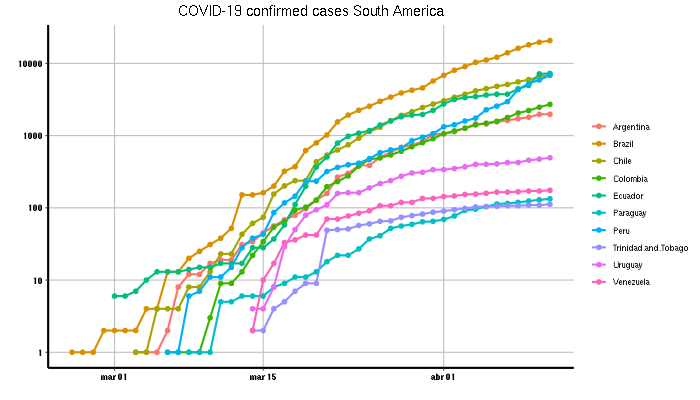 COVID-19 confirmed cases South America
10000
1000
100
10
1
mar 01
mar 15
abr 01
Argentina
Brazil
Chile
Colombia
Ecuador
Paraguay
Peru
Trinidad.and.Tobago
Uruguay
Venezuela